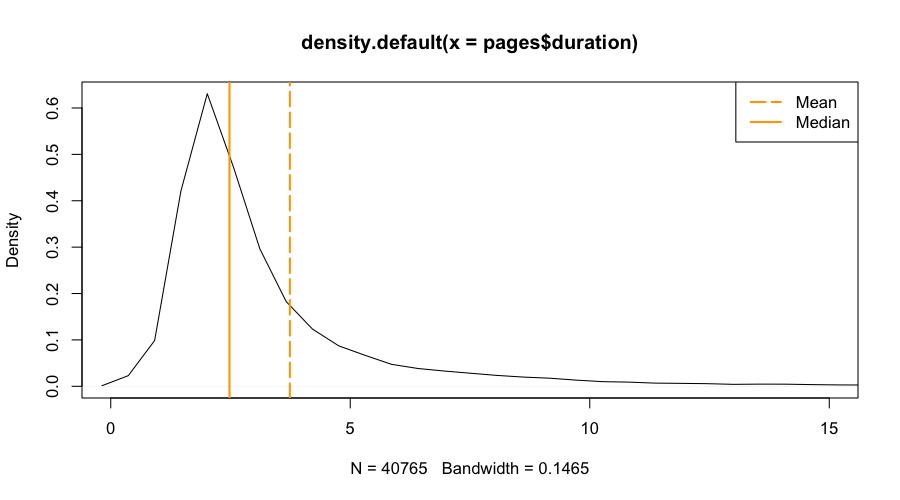 density.default(x = pages$duration)
Mean
Median
Density
0.6
0.5
0.4
0.3
0.2
0.1
0.0
0 5 10 15
N = 40765 Bandwidth = 0.1465